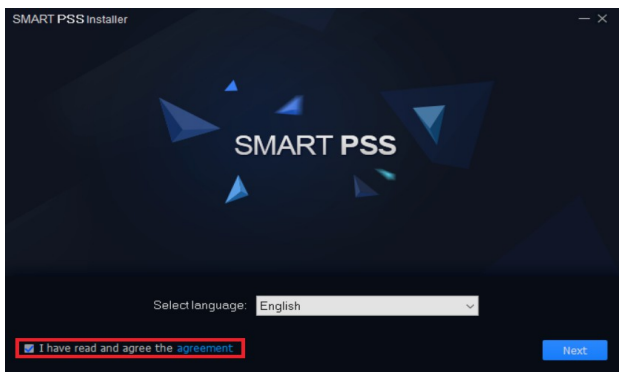 SMART PSS Installer
SMART PSS
Select language: English
I have read and agree the agreement
Next